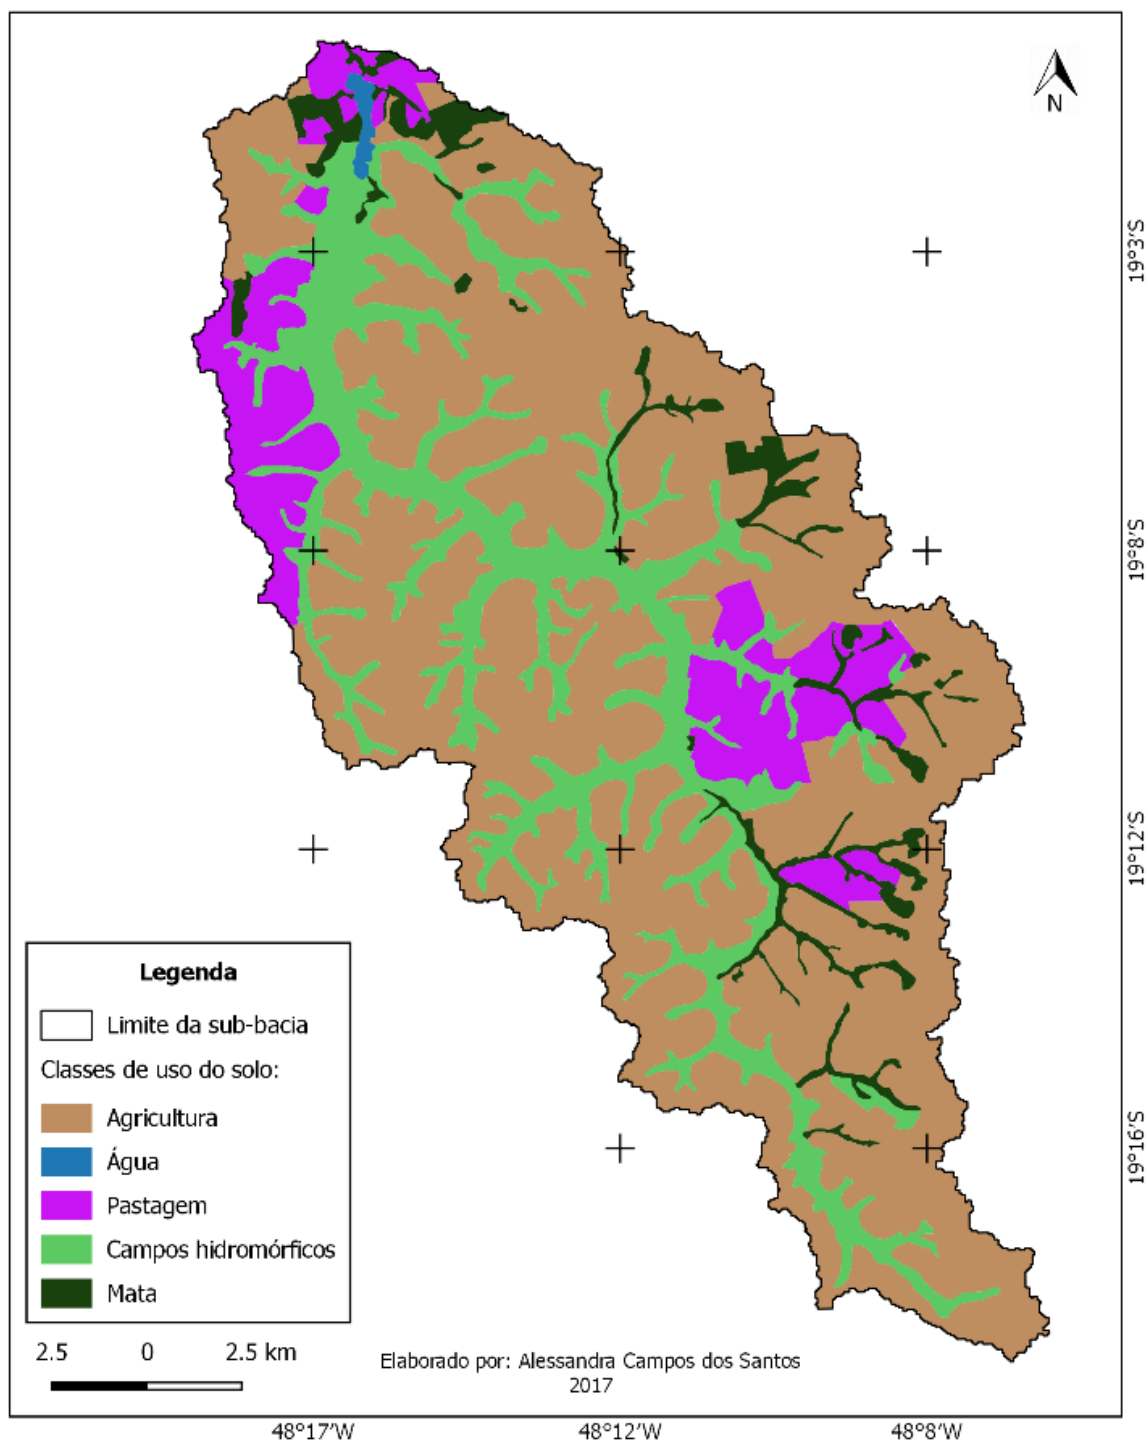 N
19°3'S
19°8'S
19°12'S
19°16'S
Legenda
Limite da sub-bacia
Classes de uso do solo:
Agricultura
Água
Pastagem
Campos hidromórficos
Mata
2.5 0 2.5 km
Elaborado por: Alessandra Campos dos Santos
2017
48°17'W 48°12'W 48°8'W